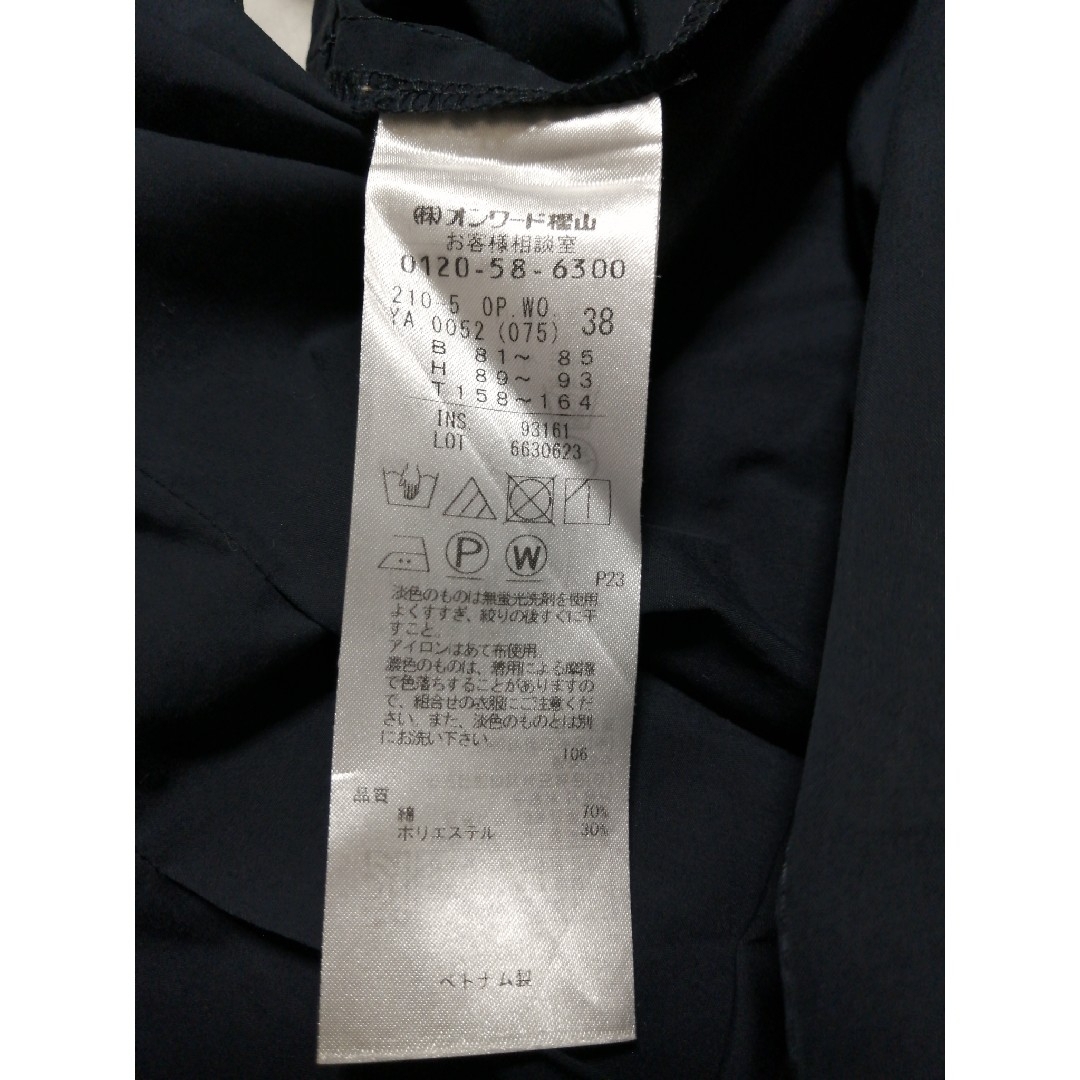 (株)オンワード樫山
お客様相談室
0120-58-6300
210-5 OP.WO.
YA 0052 (075) 38
B 81～ 85
H 89～ 93
T 158～164
INS. 93161
LOT 6630623
P W
P23
淡色のものは無蛍光洗剤を使用
よくすすぎ、絞りの後すぐに干
すこと。
アイロンはあて布使用。
濃色のものは、着用による摩擦
で色落ちすることがありますの
で、組合せの衣服にご注意くだ
さい。また、淡色のものとは別
にお洗い下さい。
106
品質
綿 70%
ポリエステル 30%
ベトナム製